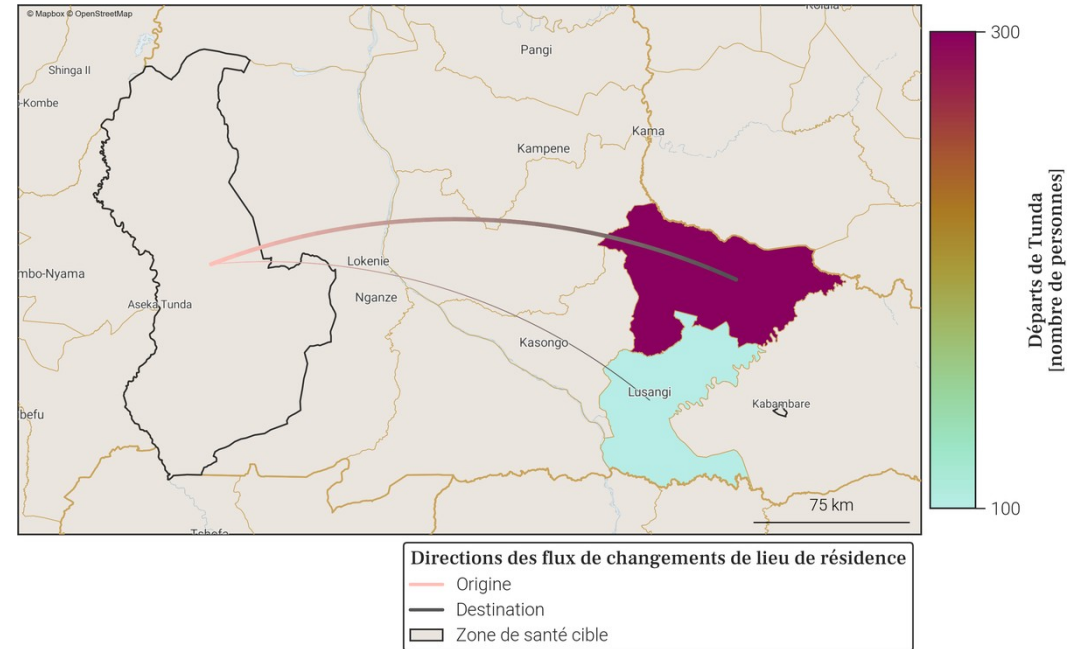 © Mapbox © OpenStreetMap
Pangi
Shinga II
-Kombe
Kama
Kampene
Lokenie
mbo-Nyama
Nganze
Aseka Tunda
Kasongo
Lusangi
Kabambare
befu
75 km
300
100
Départs de Tunda
[nombre de personnes]
Directions des flux de changements de lieu de résidence
Origine
Destination
Zone de santé cible